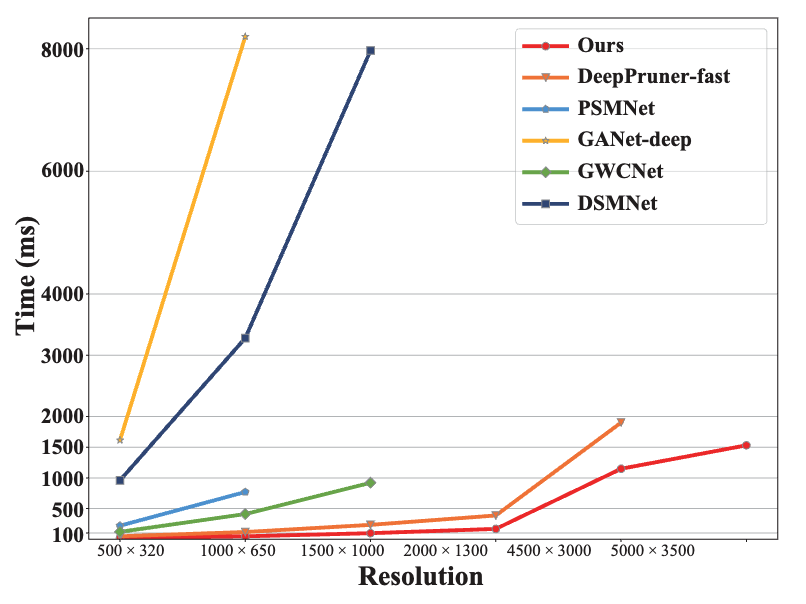 8000
6000
4000
3000
2000
1500
1000
500
100
Time (ms)
Ours
DeepPruner-fast
PSMNet
GANet-deep
GWCNet
DSMNet
500 × 320 1000 × 650 1500 × 1000 2000 × 1300 4500 × 3000 5000 × 3500
Resolution